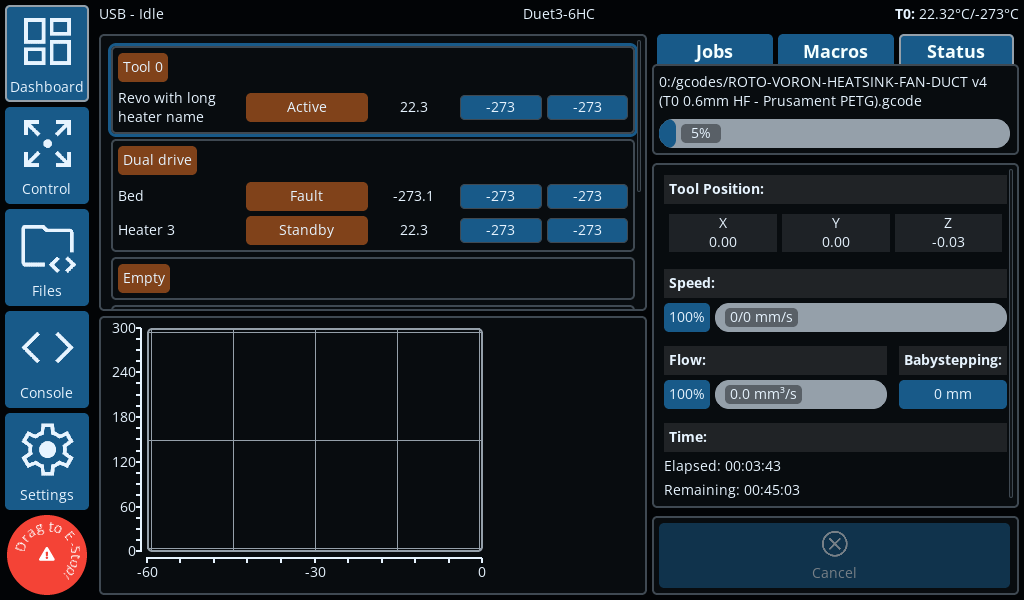 USB - Idle
Duet3-6HC
T0: 22.32°C/-273°C
Dashboard
Control
Files
Console
Settings
Drag to E-Stop!
Tool 0
Revo with long
heater name
Active
22.3
-273
-273
Dual drive
Bed
Fault
-273.1
-273
-273
Heater 3
Standby
22.3
-273
-273
Empty
300
240
180
120
60
0
-60
-30
0
Jobs
Macros
Status
0:/gcodes/ROTO-VORON-HEATSINK-FAN-DUCT v4
(T0 0.6mm HF - Prusament PETG).gcode
5%
Tool Position:
X
Y
Z
0.00
0.00
-0.03
Speed:
100%
0/0 mm/s
Flow:
Babystepping:
100%
0.0 mm³/s
0 mm
Time:
Elapsed: 00:03:43
Remaining: 00:45:03
Cancel